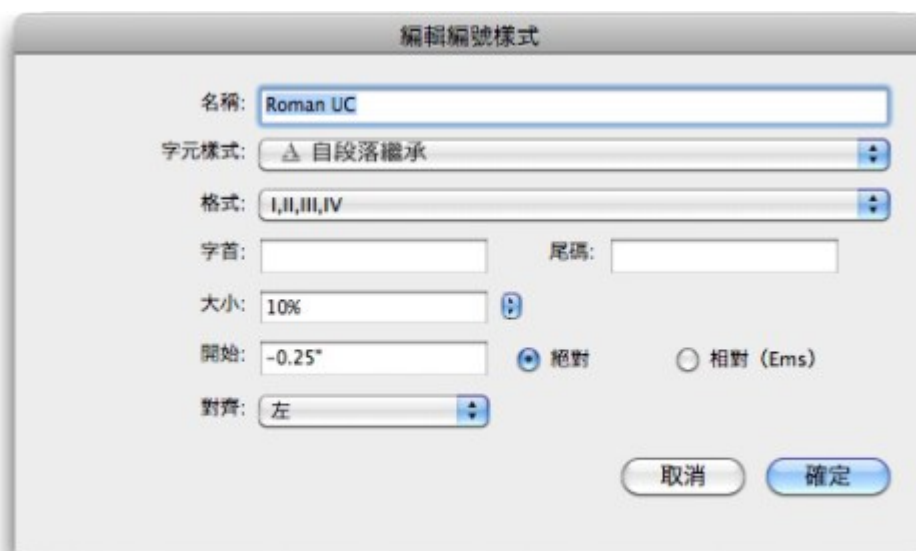 編輯編號樣式
名稱: Roman UC
字元樣式: A 自段落繼承
格式: I,II,III,IV
字首: 尾碼:
大小: 10%
開始: -0.25" 絕對 相對 (Ems)
對齊: 左
取消 確定